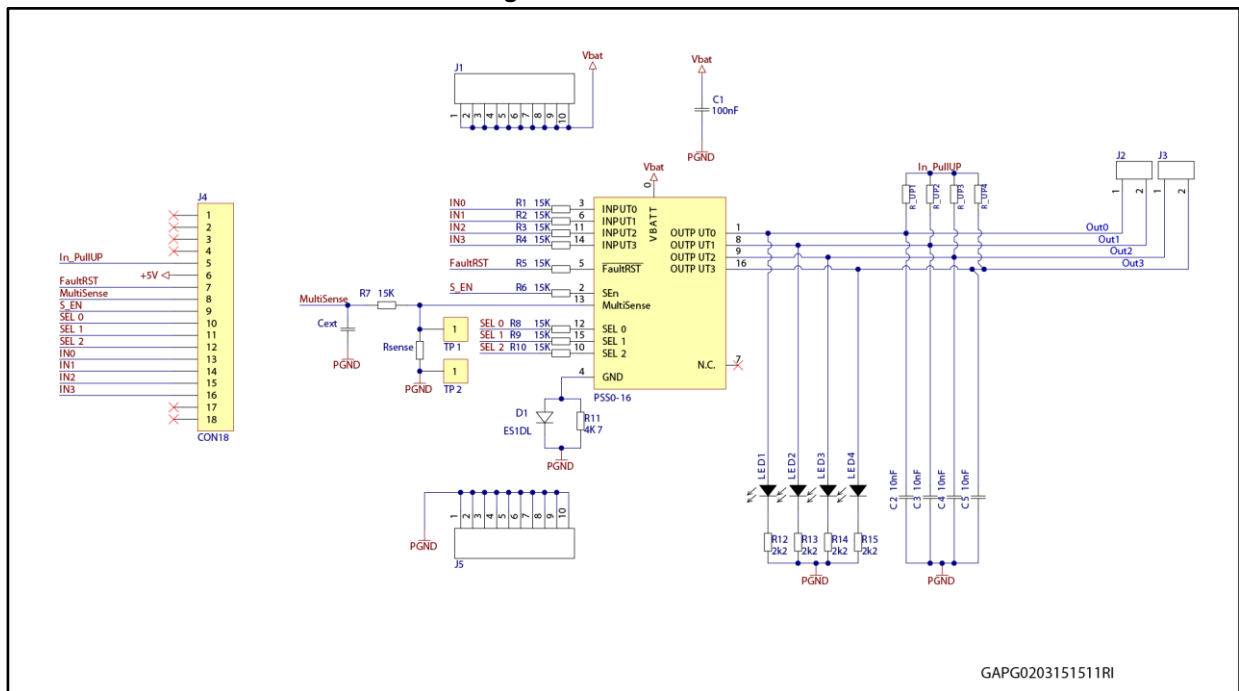 Vbat
J1
1 2 3 4 5 6 7 8 9 10
Vbat
C1
100nF
PGND
Vbat
0
J4
1
2
3
4
In_PullUP 5
+5V 6
FaultRST 7
MultiSense 8
S_EN 9
SEL 0 10
SEL 1 11
SEL 2 12
IN0 13
IN1 14
IN2 15
IN3 16
17
18
CON18
IN0 R1 15K 3 INPUT0
IN1 R2 15K 6 INPUT1
IN2 R3 15K 11 INPUT2
IN3 R4 15K 14 INPUT3
VBATT
FaultRST R5 15K 5 FaultRST
S_EN R6 15K 2 SEn
MultiSense R7 15K 13 MultiSense
SEL 0 R8 15K 12 SEL 0
SEL 1 R9 15K 15 SEL 1
SEL 2 R10 15K 10 SEL 2
4 GND
OUTP UT0 1
OUTP UT1 8
OUTP UT2 9
OUTP UT3 16
N.C. 7
PSS0-16
Cext
PGND
Rsense
PGND
1
TP 1
1
TP 2
D1
ES1DL
R11
4K7
PGND
PGND
1 2 3 4 5 6 7 8 9 10
J5
In_PullUP
R_UP1
R_UP2
R_UP3
R_UP4
J2
1 2
J3
1 2
Out0
Out1
Out2
Out3
LED1
LED2
LED3
LED4
R12
2k2
R13
2k2
R14
2k2
R15
2k2
PGND
C2 10nF
C3 10nF
C4 10nF
C5 10nF
PGND
GAPG0203151511RI